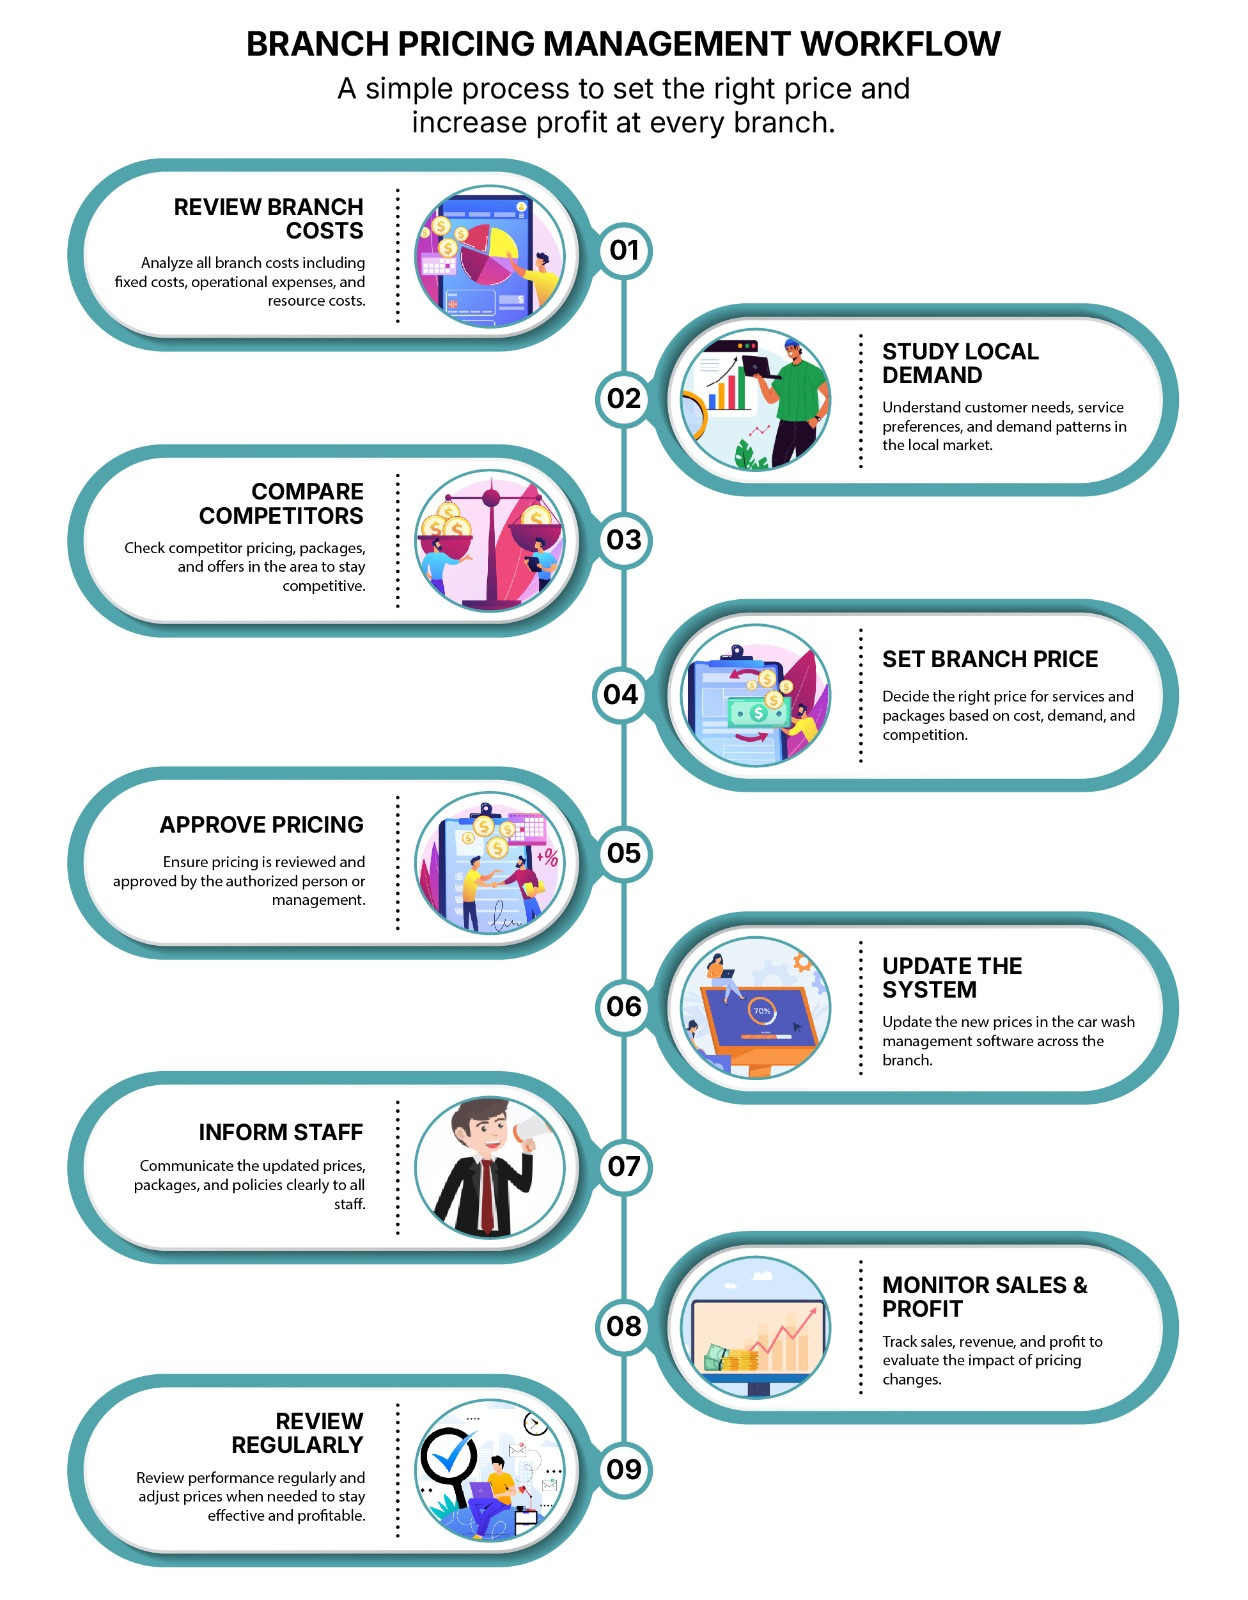 BRANCH PRICING MANAGEMENT WORKFLOW
A simple process to set the right price and
increase profit at every branch.
REVIEW BRANCH
COSTS
Analyze all branch costs including
fixed costs, operational expenses, and
resource costs.
01
02
STUDY LOCAL
DEMAND
Understand customer needs, service
preferences, and demand patterns in
the local market.
COMPARE
COMPETITORS
Check competitor pricing, packages,
and offers in the area to stay
competitive.
03
04
SET BRANCH PRICE
Decide the right price for services and
packages based on cost, demand, and
competition.
APPROVE PRICING
Ensure pricing is reviewed and
approved by the authorized person or
management.
+%
05
06
70%
UPDATE THE
SYSTEM
Update the new prices in the car wash
management software across the
branch.
INFORM STAFF
Communicate the updated prices,
packages, and policies clearly to all
staff.
07
08
MONITOR SALES &
PROFIT
Track sales, revenue, and profit to
evaluate the impact of pricing
changes.
REVIEW
REGULARLY
Review performance regularly and
adjust prices when needed to stay
effective and profitable.
09